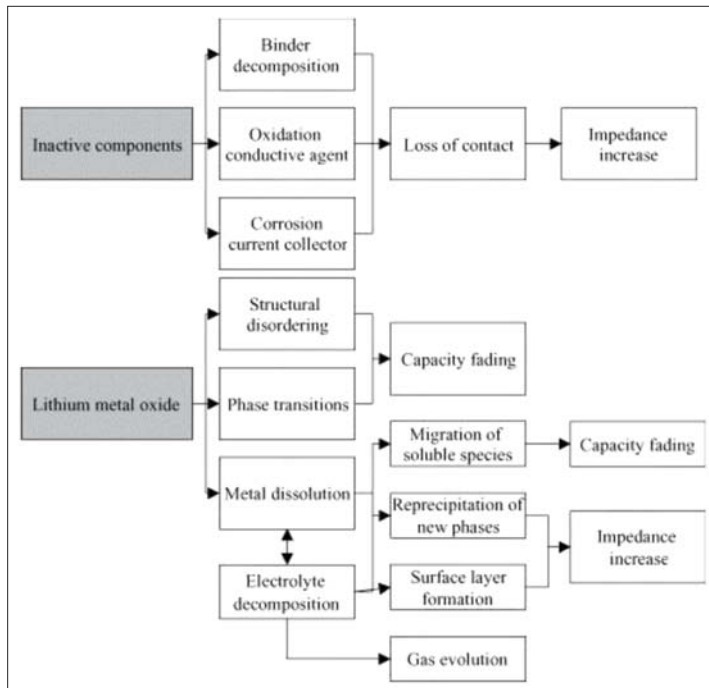 Binder
decomposition
Inactive components
Oxidation
conductive agent
Loss of contact
Impedance
increase
Corrosion
current collector
Structural
disordering
Capacity fading
Lithium metal oxide
Phase transitions
Migration of
soluble species
Capacity fading
Metal dissolution
Reprecipitation of
new phases
Impedance
increase
Electrolyte
decomposition
Surface layer
formation
Gas evolution